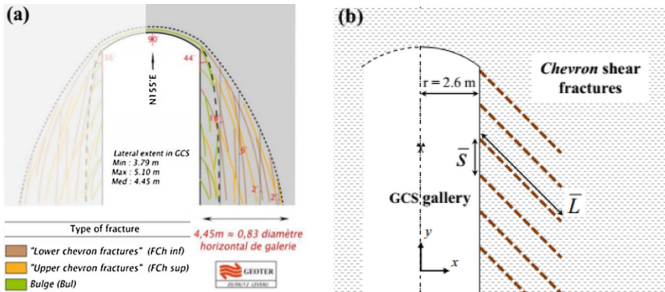 (a)
90°
36°
44°
N155°E
Lateral extent in GCS
Min : 3.79 m
Max : 5.10 m
Med : 4.45 m
2'
2'
Type of fracture
4,45m ≈ 0,83 diamètre
horizontal de galerie
"Lower chevron fractures" (FCh inf)
"Upper chevron fractures" (FCh sup)
Bulge (Bul)
GEOTER
(b)
Chevron shear
fractures
r = 2.6 m
S̅
L̅
GCS gallery
y
x